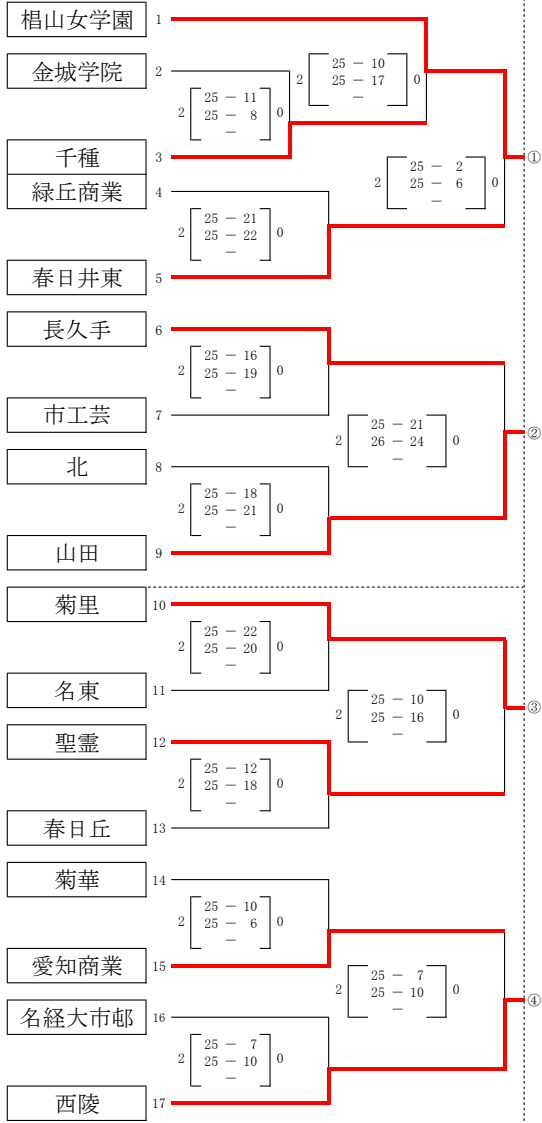 椙山女学園 1
金城学院 2
2 25 － 10 0
25 － 17
－
2 25 － 11 0
25 － 8
－
千種 3
①
緑丘商業 4
2 25 － 2 0
25 － 6
－
2 25 － 21 0
25 － 22
－
春日井東 5
長久手 6
2 25 － 16 0
25 － 19
－
市工芸 7
②
2 25 － 21 0
26 － 24
－
北 8
2 25 － 18 0
25 － 21
－
山田 9
菊里 10
2 25 － 22 0
25 － 20
－
名東 11
③
2 25 － 10 0
25 － 16
－
聖霊 12
2 25 － 12 0
25 － 18
－
春日丘 13
菊華 14
2 25 － 10 0
25 － 6
－
愛知商業 15
2 25 － 7 0
25 － 10
－
④
名経大市邨 16
2 25 － 7 0
25 － 10
－
西陵 17